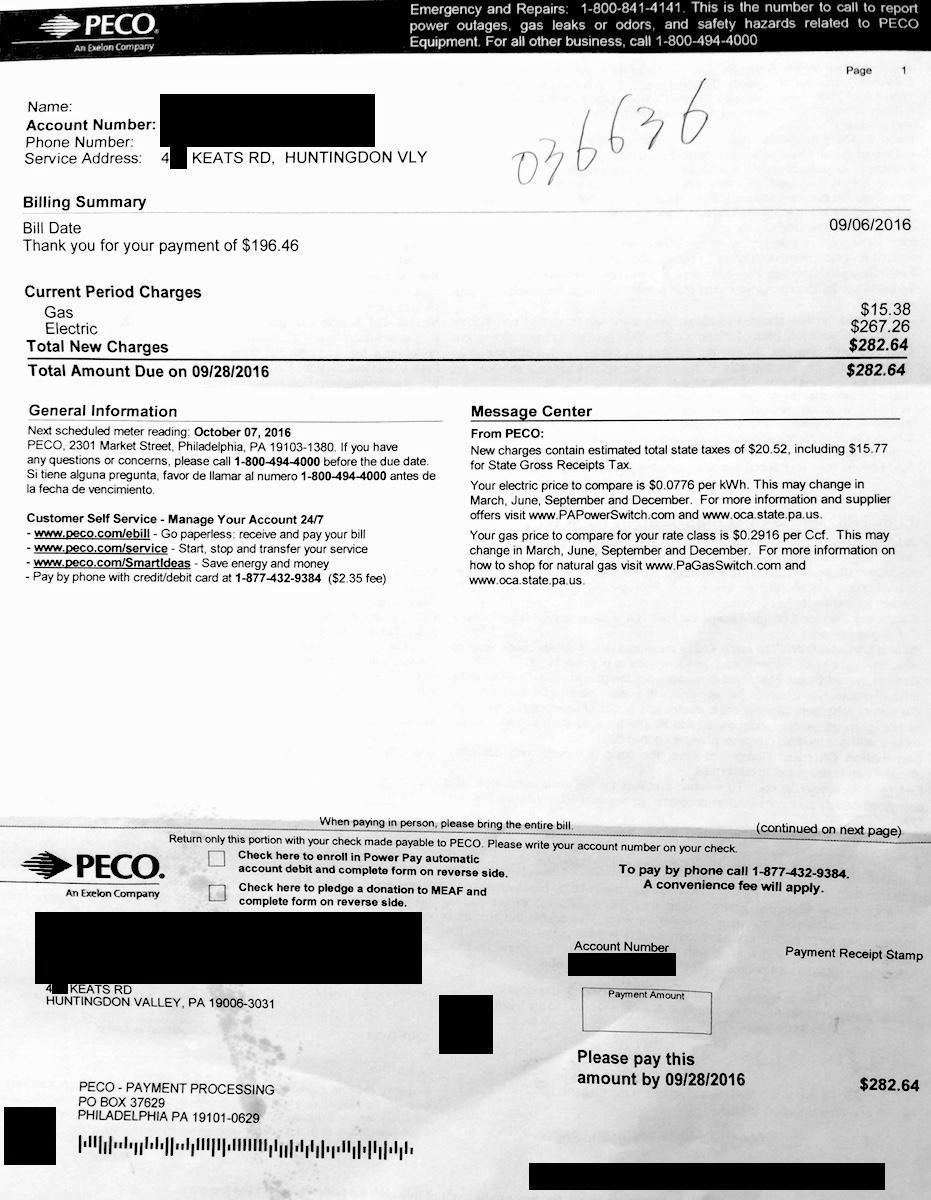 PECO.
An Exelon Company
Emergency and Repairs: 1-800-841-4141. This is the number to call to report
power outages, gas leaks or odors, and safety hazards related to PECO
Equipment. For all other business, call 1-800-494-4000
Page 1
Name:
Account Number:
Phone Number:
Service Address: 4 KEATS RD, HUNTINGDON VLY
036636
Billing Summary
Bill Date 09/06/2016
Thank you for your payment of $196.46
Current Period Charges
Gas $15.38
Electric $267.26
Total New Charges $282.64
Total Amount Due on 09/28/2016 $282.64
General Information
Next scheduled meter reading: October 07, 2016
PECO, 2301 Market Street, Philadelphia, PA 19103-1380. If you have
any questions or concerns, please call 1-800-494-4000 before the due date.
Si tiene alguna pregunta, favor de llamar al numero 1-800-494-4000 antes de
la fecha de vencimiento.
Customer Self Service - Manage Your Account 24/7
- www.peco.com/ebill - Go paperless: receive and pay your bill
- www.peco.com/service - Start, stop and transfer your service
- www.peco.com/SmartIdeas - Save energy and money
- Pay by phone with credit/debit card at 1-877-432-9384 ($2.35 fee)
Message Center
From PECO:
New charges contain estimated total state taxes of $20.52, including $15.77
for State Gross Receipts Tax.
Your electric price to compare is $0.0776 per kWh. This may change in
March, June, September and December. For more information and supplier
offers visit www.PAPowerSwitch.com and www.oca.state.pa.us.
Your gas price to compare for your rate class is $0.2916 per Ccf. This may
change in March, June, September and December. For more information on
how to shop for natural gas visit www.PaGasSwitch.com and
www.oca.state.pa.us.
When paying in person, please bring the entire bill.
(continued on next page)
Return only this portion with your check made payable to PECO. Please write your account number on your check.
PECO.
An Exelon Company
Check here to enroll in Power Pay automatic
account debit and complete form on reverse side.
Check here to pledge a donation to MEAF and
complete form on reverse side.
To pay by phone call 1-877-432-9384.
A convenience fee will apply.
4 KEATS RD
HUNTINGDON VALLEY, PA 19006-3031
Account Number
Payment Receipt Stamp
Payment Amount
Please pay this
amount by 09/28/2016 $282.64
PECO - PAYMENT PROCESSING
PO BOX 37629
PHILADELPHIA PA 19101-0629